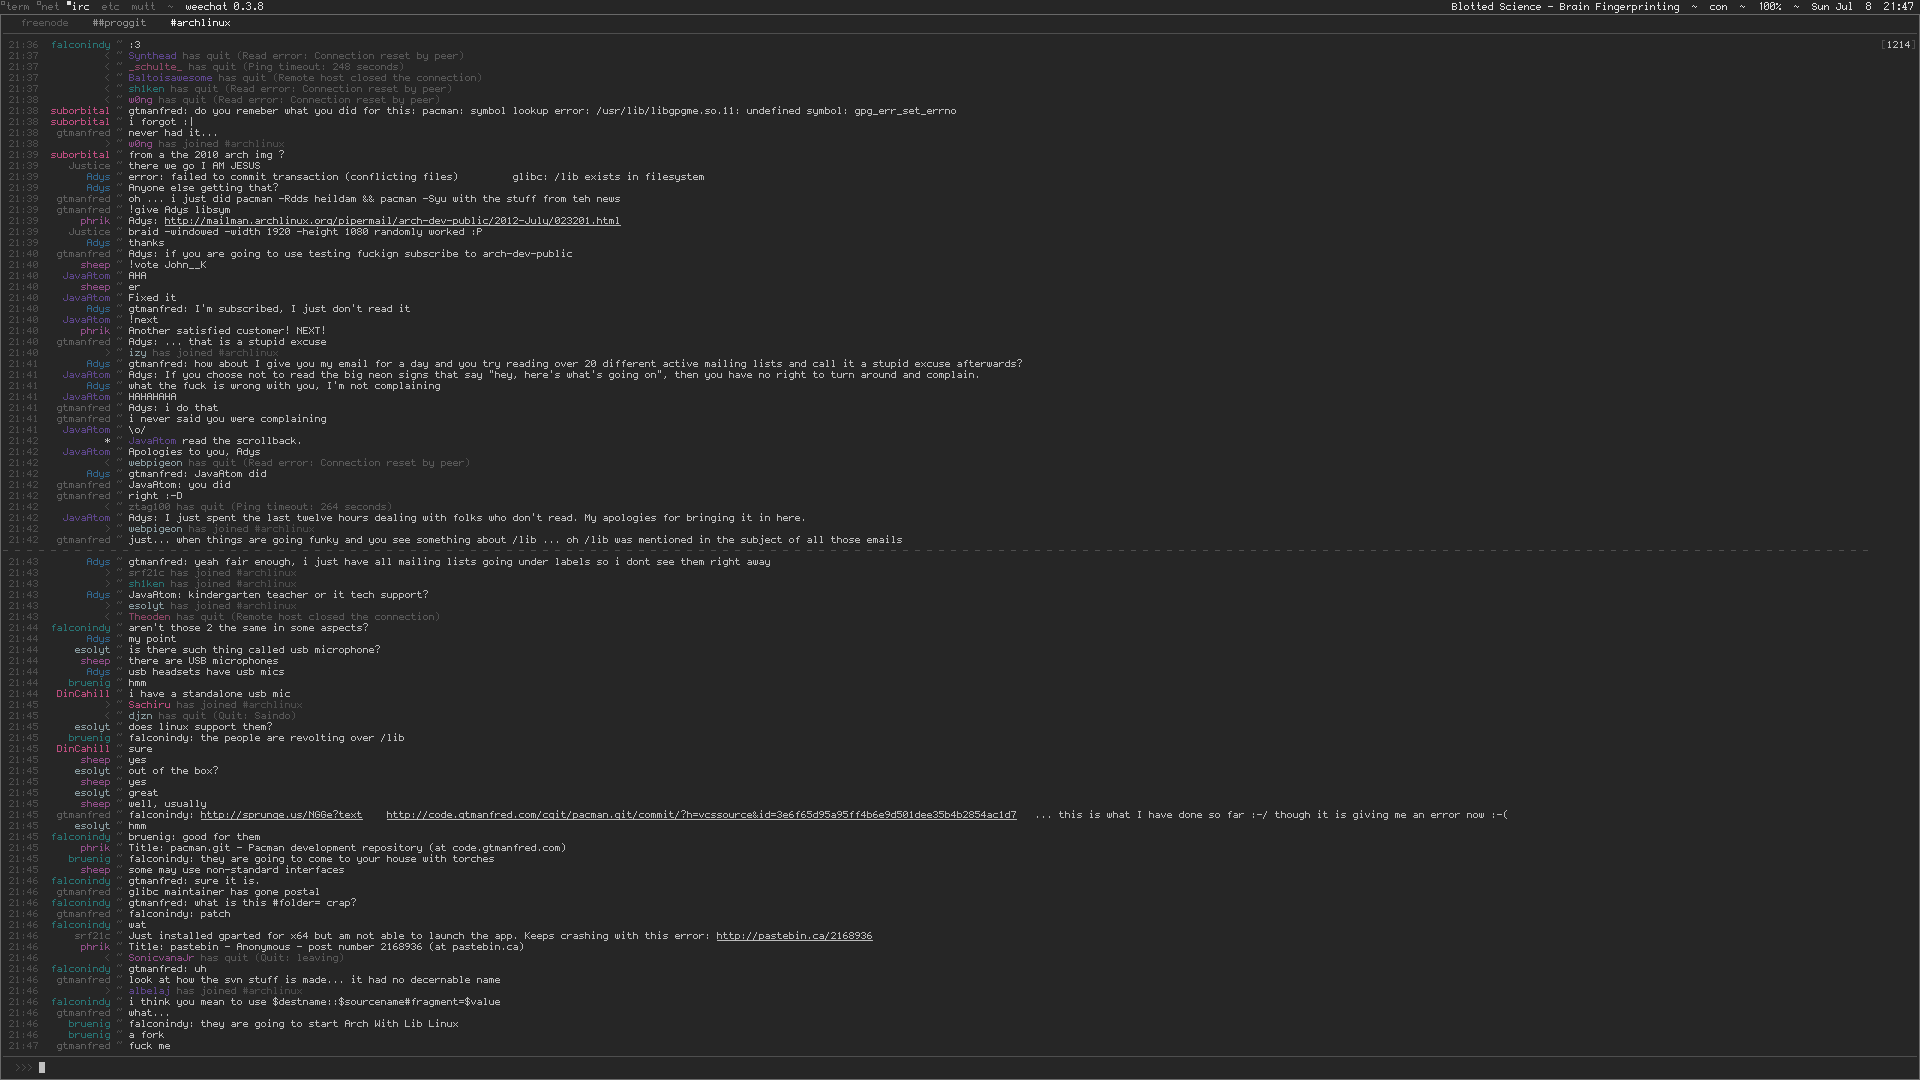 term  net  irc  etc  mutt  ~  weechat 0.3.8  Blotted Science - Brain Fingerprinting  ~  con  ~  100%  ~  Sun Jul  8  21:47
freenode  ##proggit  #archlinux
21:36 falconindy ~ :3 [1214]
21:37 < ~ Synthead has quit (Read error: Connection reset by peer)
21:37 < ~ _schulte_ has quit (Ping timeout: 248 seconds)
21:37 < ~ Baltoisawesome has quit (Remote host closed the connection)
21:37 < ~ sh1ken has quit (Read error: Connection reset by peer)
21:38 < ~ w0ng has quit (Read error: Connection reset by peer)
21:38 suborbital ~ gtmanfred: do you remeber what you did for this: pacman: symbol lookup error: /usr/lib/libgpgme.so.11: undefined symbol: gpg_err_set_errno
21:38 suborbital ~ i forgot :|
21:38 gtmanfred ~ never had it...
21:38 > ~ w0ng has joined #archlinux
21:39 suborbital ~ from a the 2010 arch img ?
21:39 Justice ~ there we go I AM JESUS
21:39 Adys ~ error: failed to commit transaction (conflicting files)         glibc: /lib exists in filesystem
21:39 Adys ~ Anyone else getting that?
21:39 gtmanfred ~ oh ... i just did pacman -Rdds heildam && pacman -Syu with the stuff from teh news
21:39 gtmanfred ~ !give Adys libsym
21:39 phrik ~ Adys: http://mailman.archlinux.org/pipermail/arch-dev-public/2012-July/023201.html
21:39 Justice ~ braid -windowed -width 1920 -height 1080 randomly worked :P
21:39 Adys ~ thanks
21:40 gtmanfred ~ Adys: if you are going to use testing fuckign subscribe to arch-dev-public
21:40 sheep ~ !vote John__K
21:40 JavaAtom ~ AHA
21:40 sheep ~ er
21:40 JavaAtom ~ Fixed it
21:40 Adys ~ gtmanfred: I'm subscribed, I just don't read it
21:40 JavaAtom ~ !next
21:40 phrik ~ Another satisfied customer! NEXT!
21:40 gtmanfred ~ Adys: ... that is a stupid excuse
21:40 > ~ izy has joined #archlinux
21:41 Adys ~ gtmanfred: how about I give you my email for a day and you try reading over 20 different active mailing lists and call it a stupid excuse afterwards?
21:41 JavaAtom ~ Adys: If you choose not to read the big neon signs that say "hey, here's what's going on", then you have no right to turn around and complain.
21:41 Adys ~ what the fuck is wrong with you, I'm not complaining
21:41 JavaAtom ~ HAHAHAHA
21:41 gtmanfred ~ Adys: i do that
21:41 gtmanfred ~ i never said you were complaining
21:41 JavaAtom ~ \o/
21:42 * ~ JavaAtom read the scrollback.
21:42 JavaAtom ~ Apologies to you, Adys
21:42 < ~ webpigeon has quit (Read error: Connection reset by peer)
21:42 Adys ~ gtmanfred: JavaAtom did
21:42 gtmanfred ~ JavaAtom: you did
21:42 gtmanfred ~ right :-D
21:42 < ~ ztag100 has quit (Ping timeout: 264 seconds)
21:42 JavaAtom ~ Adys: I just spent the last twelve hours dealing with folks who don't read. My apologies for bringing it in here.
21:42 > ~ webpigeon has joined #archlinux
21:42 gtmanfred ~ just... when things are going funky and you see something about /lib ... oh /lib was mentioned in the subject of all those emails
21:43 Adys ~ gtmanfred: yeah fair enough, i just have all mailing lists going under labels so i dont see them right away
21:43 > ~ srf21c has joined #archlinux
21:43 > ~ sh1ken has joined #archlinux
21:43 Adys ~ JavaAtom: kindergarten teacher or it tech support?
21:43 > ~ esolyt has joined #archlinux
21:43 < ~ Theoden has quit (Remote host closed the connection)
21:44 falconindy ~ aren't those 2 the same in some aspects?
21:44 Adys ~ my point
21:44 esolyt ~ is there such thing called usb microphone?
21:44 sheep ~ there are USB microphones
21:44 Adys ~ usb headsets have usb mics
21:44 bruenig ~ hmm
21:44 DinCahill ~ i have a standalone usb mic
21:45 > ~ Sachiru has joined #archlinux
21:45 < ~ djzn has quit (Quit: Saindo)
21:45 esolyt ~ does linux support them?
21:45 bruenig ~ falconindy: the people are revolting over /lib
21:45 DinCahill ~ sure
21:45 sheep ~ yes
21:45 esolyt ~ out of the box?
21:45 sheep ~ yes
21:45 esolyt ~ great
21:45 sheep ~ well, usually
21:45 gtmanfred ~ falconindy: http://sprunge.us/NGGe?text    http://code.gtmanfred.com/cgit/pacman.git/commit/?h=vcssource&id=3e6f65d95a95ff4b6e9d501dee35b4b2854ac1d7   ... this is what I have done so far :-/ though it is giving me an error now :-(
21:45 esolyt ~ hmm
21:45 falconindy ~ bruenig: good for them
21:45 phrik ~ Title: pacman.git - Pacman development repository (at code.gtmanfred.com)
21:45 bruenig ~ falconindy: they are going to come to your house with torches
21:45 sheep ~ some may use non-standard interfaces
21:46 falconindy ~ gtmanfred: sure it is.
21:46 gtmanfred ~ glibc maintainer has gone postal
21:46 falconindy ~ gtmanfred: what is this #folder= crap?
21:46 gtmanfred ~ falconindy: patch
21:46 falconindy ~ wat
21:46 srf21c ~ Just installed gparted for x64 but am not able to launch the app. Keeps crashing with this error: http://pastebin.ca/2168936
21:46 phrik ~ Title: pastebin - Anonymous - post number 2168936 (at pastebin.ca)
21:46 < ~ SonicvanaJr has quit (Quit: leaving)
21:46 falconindy ~ gtmanfred: uh
21:46 gtmanfred ~ look at how the svn stuff is made... it had no decernable name
21:46 > ~ albelaj has joined #archlinux
21:46 falconindy ~ i think you mean to use $destname::$sourcename#fragment=$value
21:46 gtmanfred ~ what...
21:46 bruenig ~ falconindy: they are going to start Arch With Lib Linux
21:46 bruenig ~ a fork
21:47 gtmanfred ~ fuck me
>>>